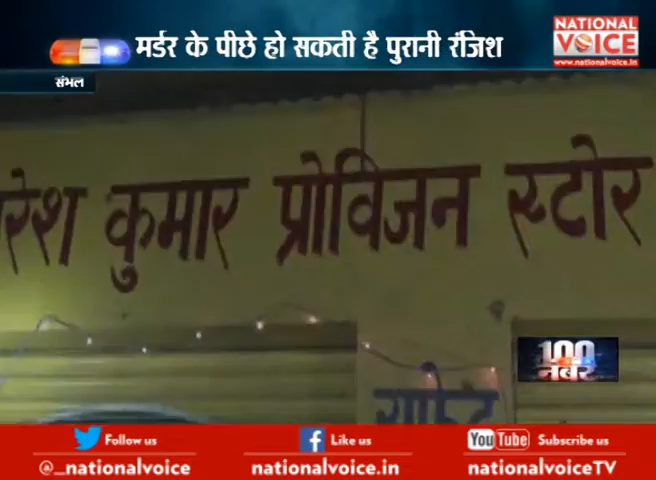 मर्डर के पीछे हो सकती है पुरानी रंजिश
NATIONAL
VOICE
www.nationalvoice.in
संभल
कुमार प्रोविजन स्टोर
100
नंबर
Follow us
@_nationalvoice
Like us
www.nationalvoice.in
YouTube Subscribe us
nationalvoiceTV